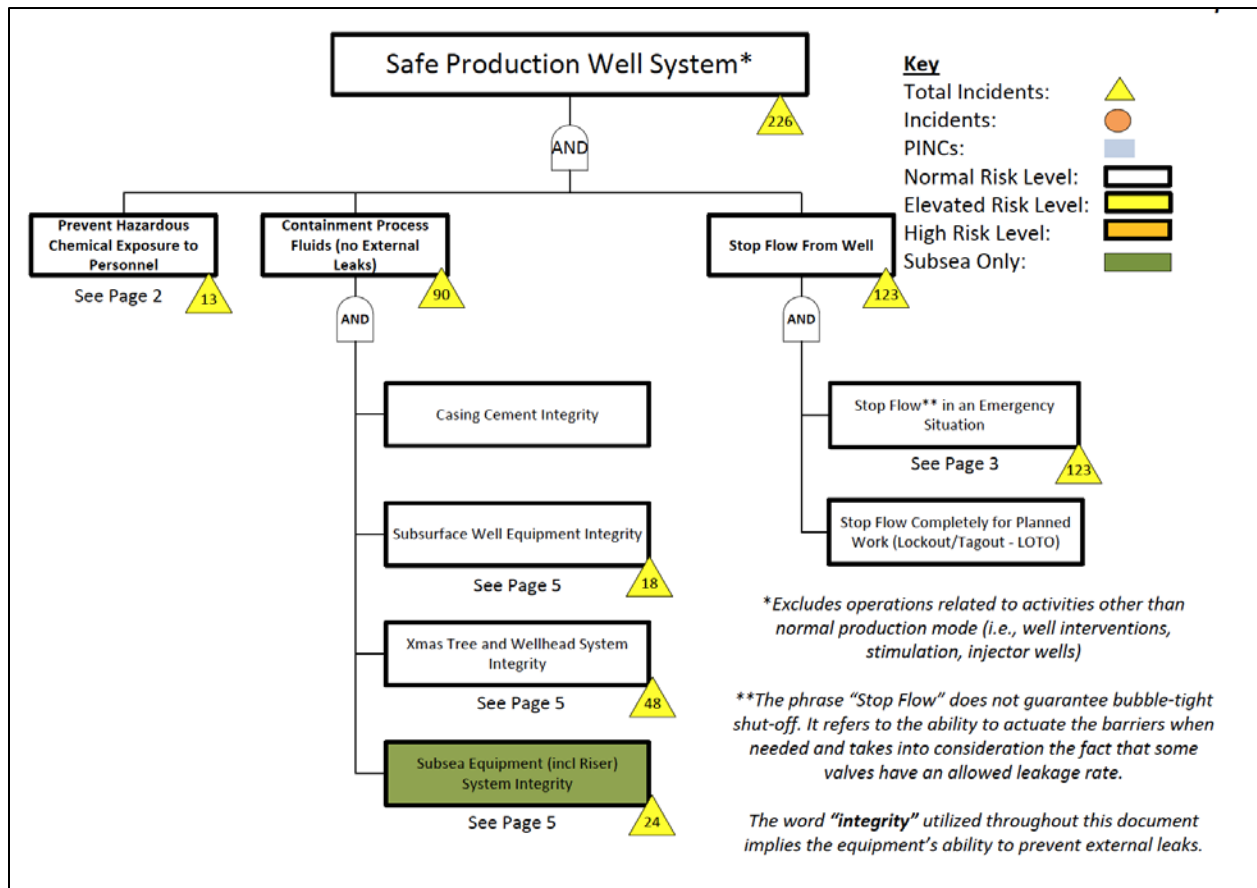 Safe Production Well System*
226
AND
Key
Total Incidents:
Incidents:
PINCs:
Normal Risk Level:
Elevated Risk Level:
High Risk Level:
Subsea Only:
Prevent Hazardous
Chemical Exposure to
Personnel
See Page 2
13
Containment Process
Fluids (no External
Leaks)
90
AND
Casing Cement Integrity
Subsurface Well Equipment Integrity
See Page 5
18
Xmas Tree and Wellhead System
Integrity
See Page 5
48
Subsea Equipment (incl Riser)
System Integrity
See Page 5
24
Stop Flow From Well
123
AND
Stop Flow** in an Emergency
Situation
See Page 3
123
Stop Flow Completely for Planned
Work (Lockout/Tagout - LOTO)
*Excludes operations related to activities other than
normal production mode (i.e., well interventions,
stimulation, injector wells)
**The phrase “Stop Flow” does not guarantee bubble-tight
shut-off. It refers to the ability to actuate the barriers when
needed and takes into consideration the fact that some
valves have an allowed leakage rate.
The word “integrity” utilized throughout this document
implies the equipment’s ability to prevent external leaks.